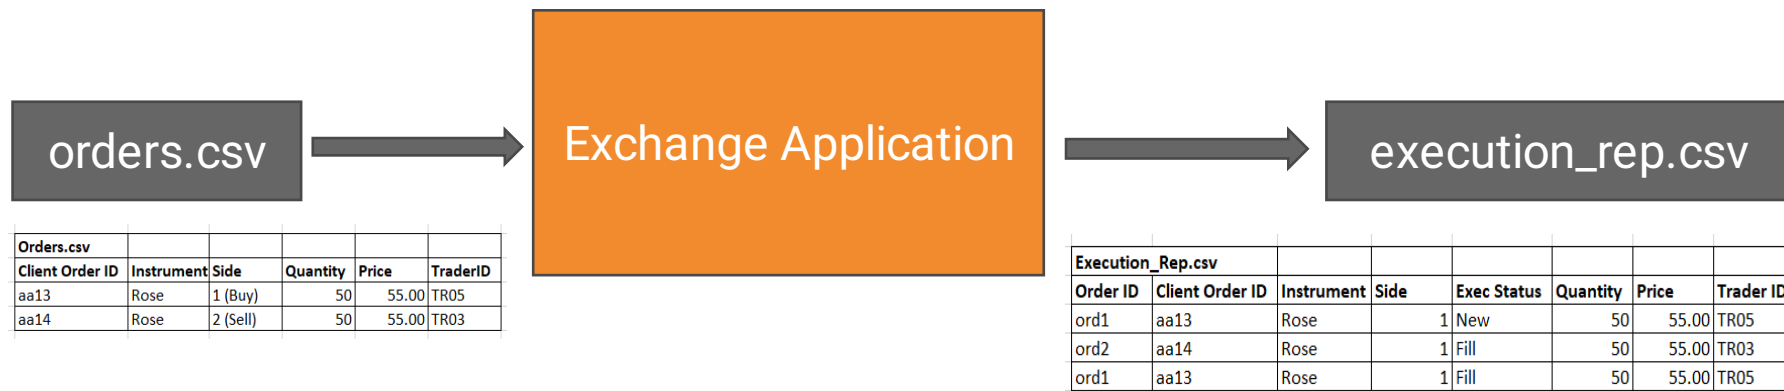 orders.csv
Exchange Application
execution_rep.csv
Orders.csv
Client Order ID Instrument Side Quantity Price TraderID
aa13 Rose 1 (Buy) 50 55.00 TR05
aa14 Rose 2 (Sell) 50 55.00 TR03
Execution_Rep.csv
Order ID Client Order ID Instrument Side Exec Status Quantity Price Trader ID
ord1 aa13 Rose 1 New 50 55.00 TR05
ord2 aa14 Rose 1 Fill 50 55.00 TR03
ord1 aa13 Rose 1 Fill 50 55.00 TR05